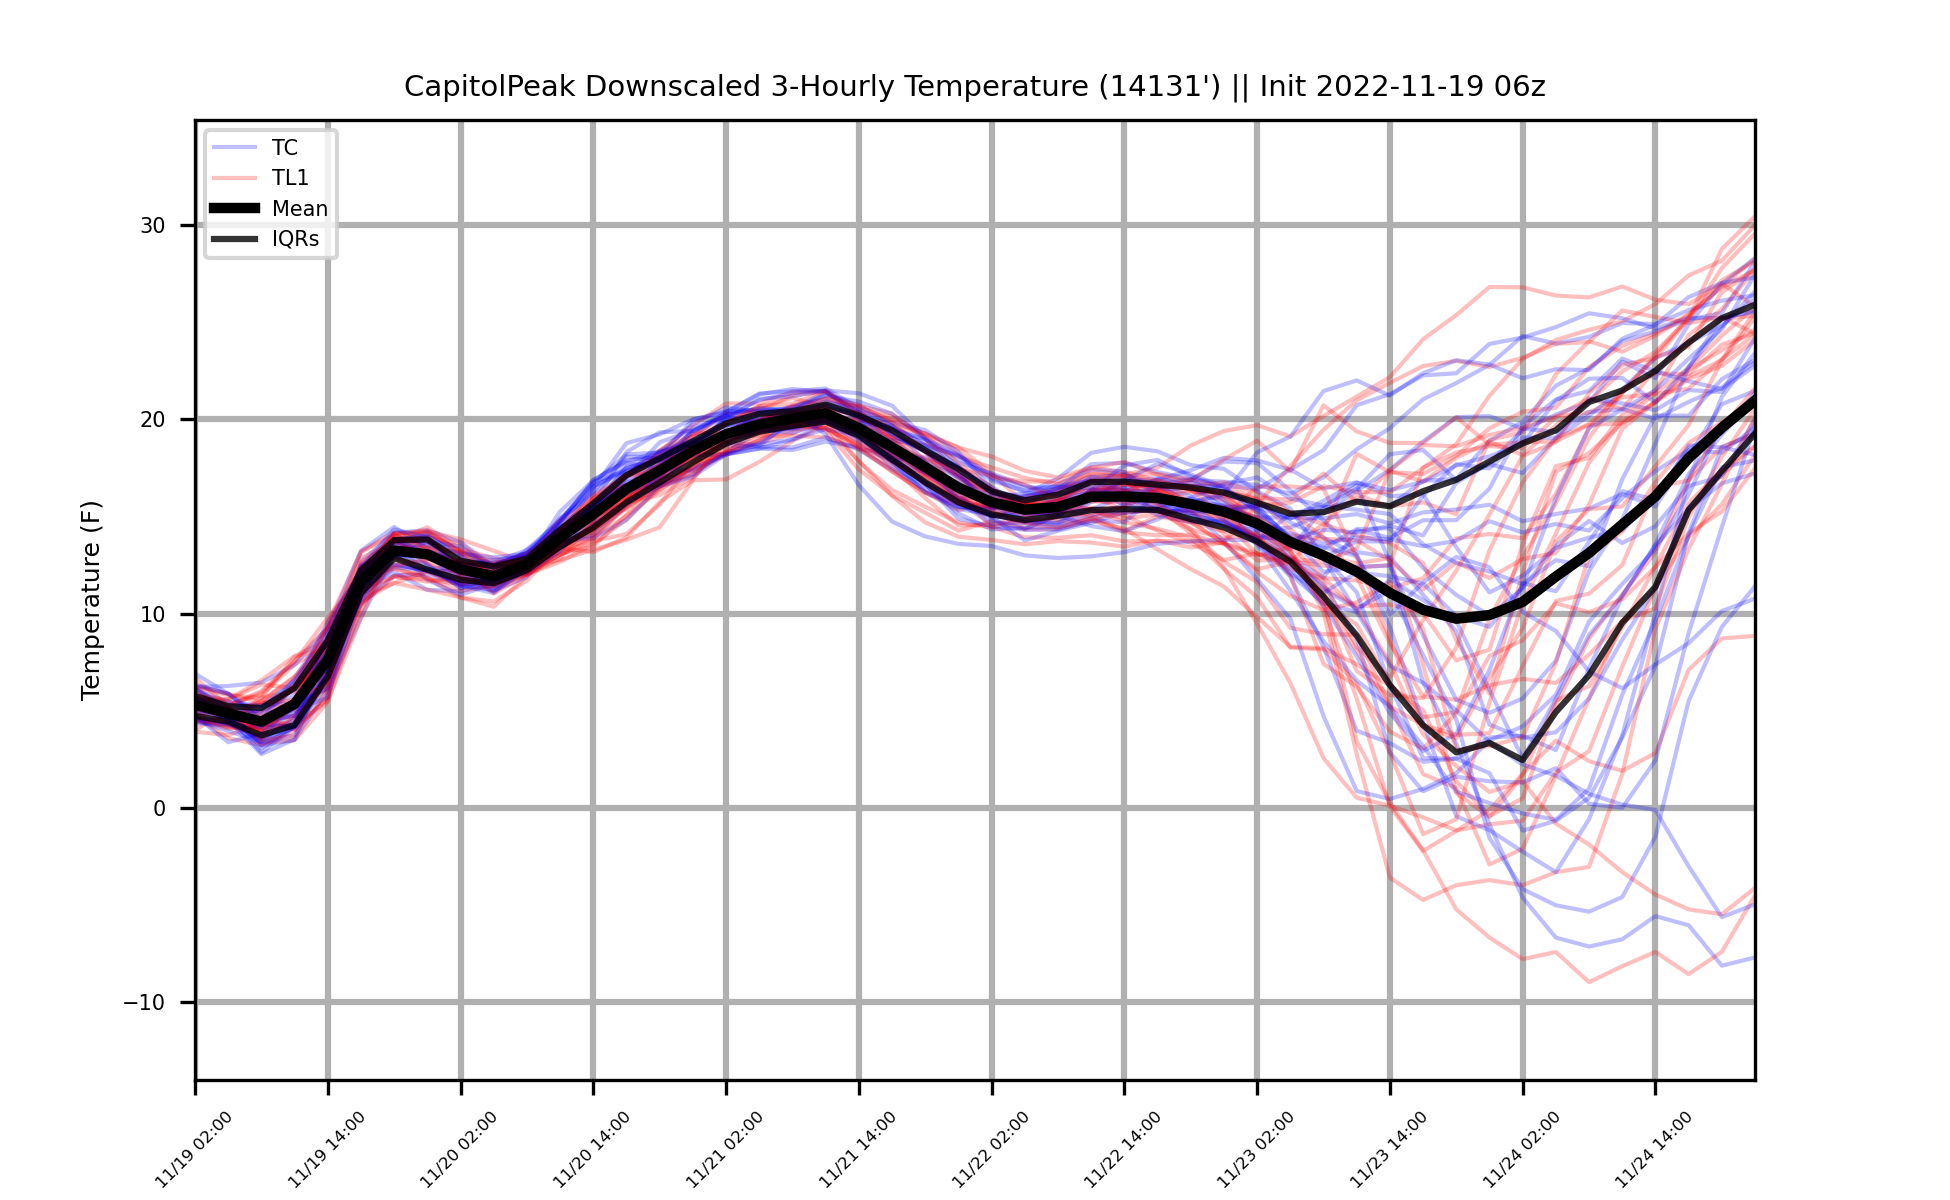 CapitolPeak Downscaled 3-Hourly Temperature (14131') || Init 2022-11-19 06z
TC
TL1
Mean
IQRs
Temperature (F)
30
20
10
0
−10
11/19 02:00
11/19 14:00
11/20 02:00
11/20 14:00
11/21 02:00
11/21 14:00
11/22 02:00
11/22 14:00
11/23 02:00
11/23 14:00
11/24 02:00
11/24 14:00